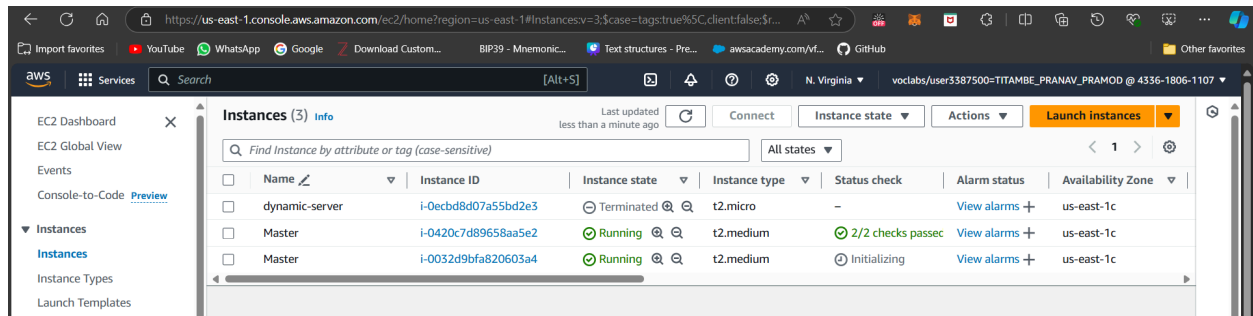 https://us-east-1.console.aws.amazon.com/ec2/home?region=us-east-1#Instances:v=3;$case=tags:true%5C,client:false;$r...
Import favorites YouTube WhatsApp Google Download Custom... BIP39 - Mnemonic... Text structures - Pre... awsacademy.com/vf... GitHub Other favorites
aws Services Search [Alt+S] N. Virginia voclabs/user3387500=TITAMBE_PRANAV_PRAMOD @ 4336-1806-1107
EC2 Dashboard
EC2 Global View
Events
Console-to-Code Preview
Instances
Instances
Instance Types
Launch Templates
Instances (3) Info
Last updated
less than a minute ago
Connect Instance state Actions Launch instances
Find Instance by attribute or tag (case-sensitive) All states 1
Name Instance ID Instance state Instance type Status check Alarm status Availability Zone
dynamic-server i-0ecbd8d07a55bd2e3 Terminated t2.micro – View alarms + us-east-1c
Master i-0420c7d89658aa5e2 Running t2.medium 2/2 checks passec View alarms + us-east-1c
Master i-0032d9bfa820603a4 Running t2.medium Initializing View alarms + us-east-1c